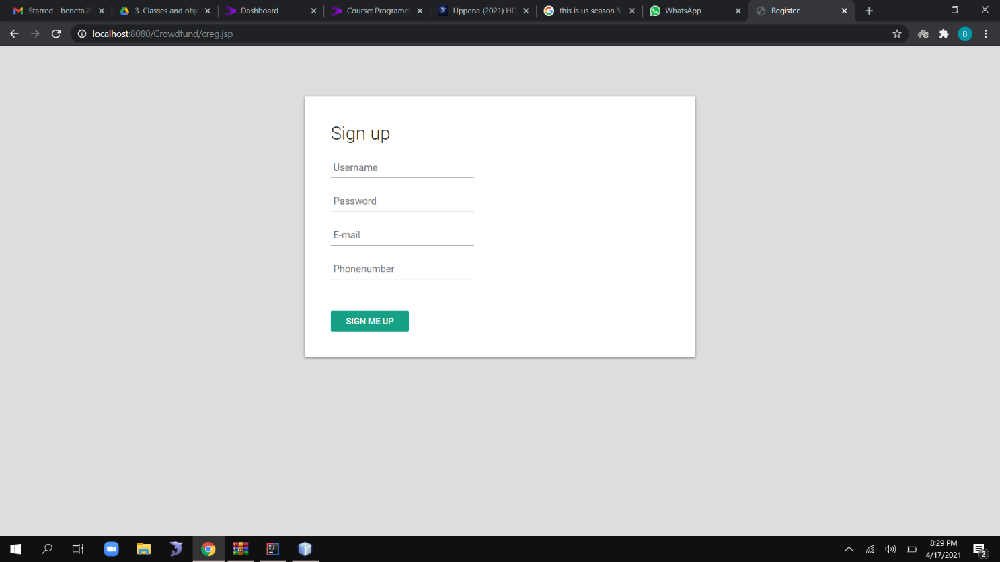 Starred - beneta.23
3. Classes and obje
Dashboard
Course: Programm
Uppena (2021) HD
this is us season 5
WhatsApp
Register
localhost:8080/Crowdfund/creg.jsp
B
Sign up
Username
Password
E-mail
Phonenumber
SIGN ME UP
8:29 PM
4/17/2021
2